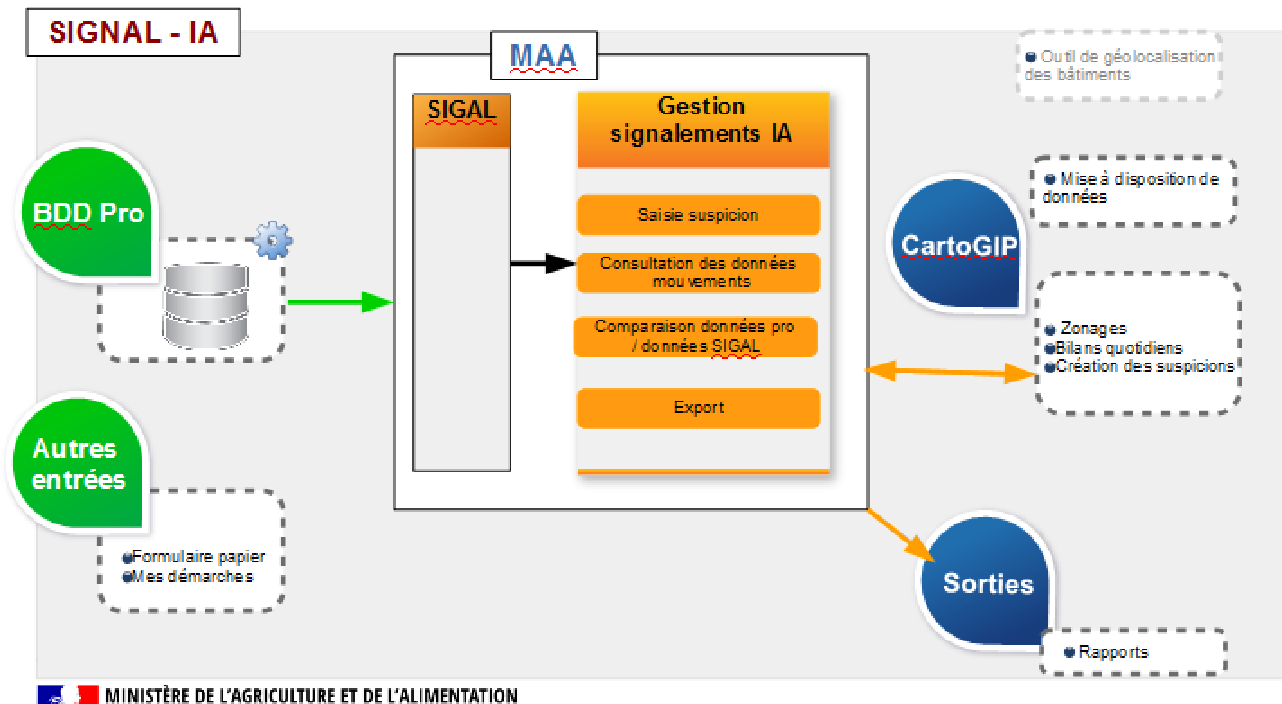 SIGNAL - IA
MAA
SIGAL
Gestion
signalements IA
Saisie suspicion
Consultation des données
mouvements
Comparaison données pro
/ données SIGAL
Export
BDD Pro
Autres
entrées
Formulaire papier
Mes démarches
Outil de géolocalisation
des bâtiments
CartoGIP
Mise à disposition de
données
Zonages
Bilans quotidiens
Création des suspicions
Sorties
Rapports
MINISTÈRE DE L'AGRICULTURE ET DE L'ALIMENTATION